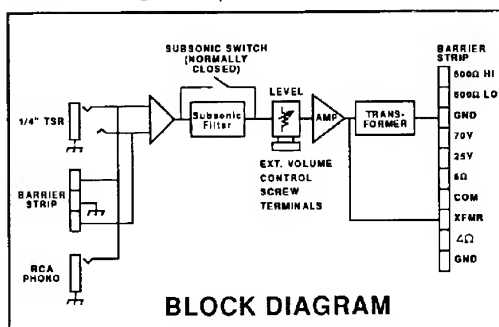 SUBSONIC SWITCH
(NORMALLY
CLOSED)
BARRIER
STRIP
1/4" TSR
Subsonic
Filter
LEVEL
AMP
TRANS-
FORMER
EXT. VOLUME
CONTROL
SCREW
TERMINALS
600Ω HI
600Ω LO
GND
70V
25V
8Ω
COM
XFMR
4Ω
GND
BARRIER
STRIP
RCA
PHONO
BLOCK DIAGRAM